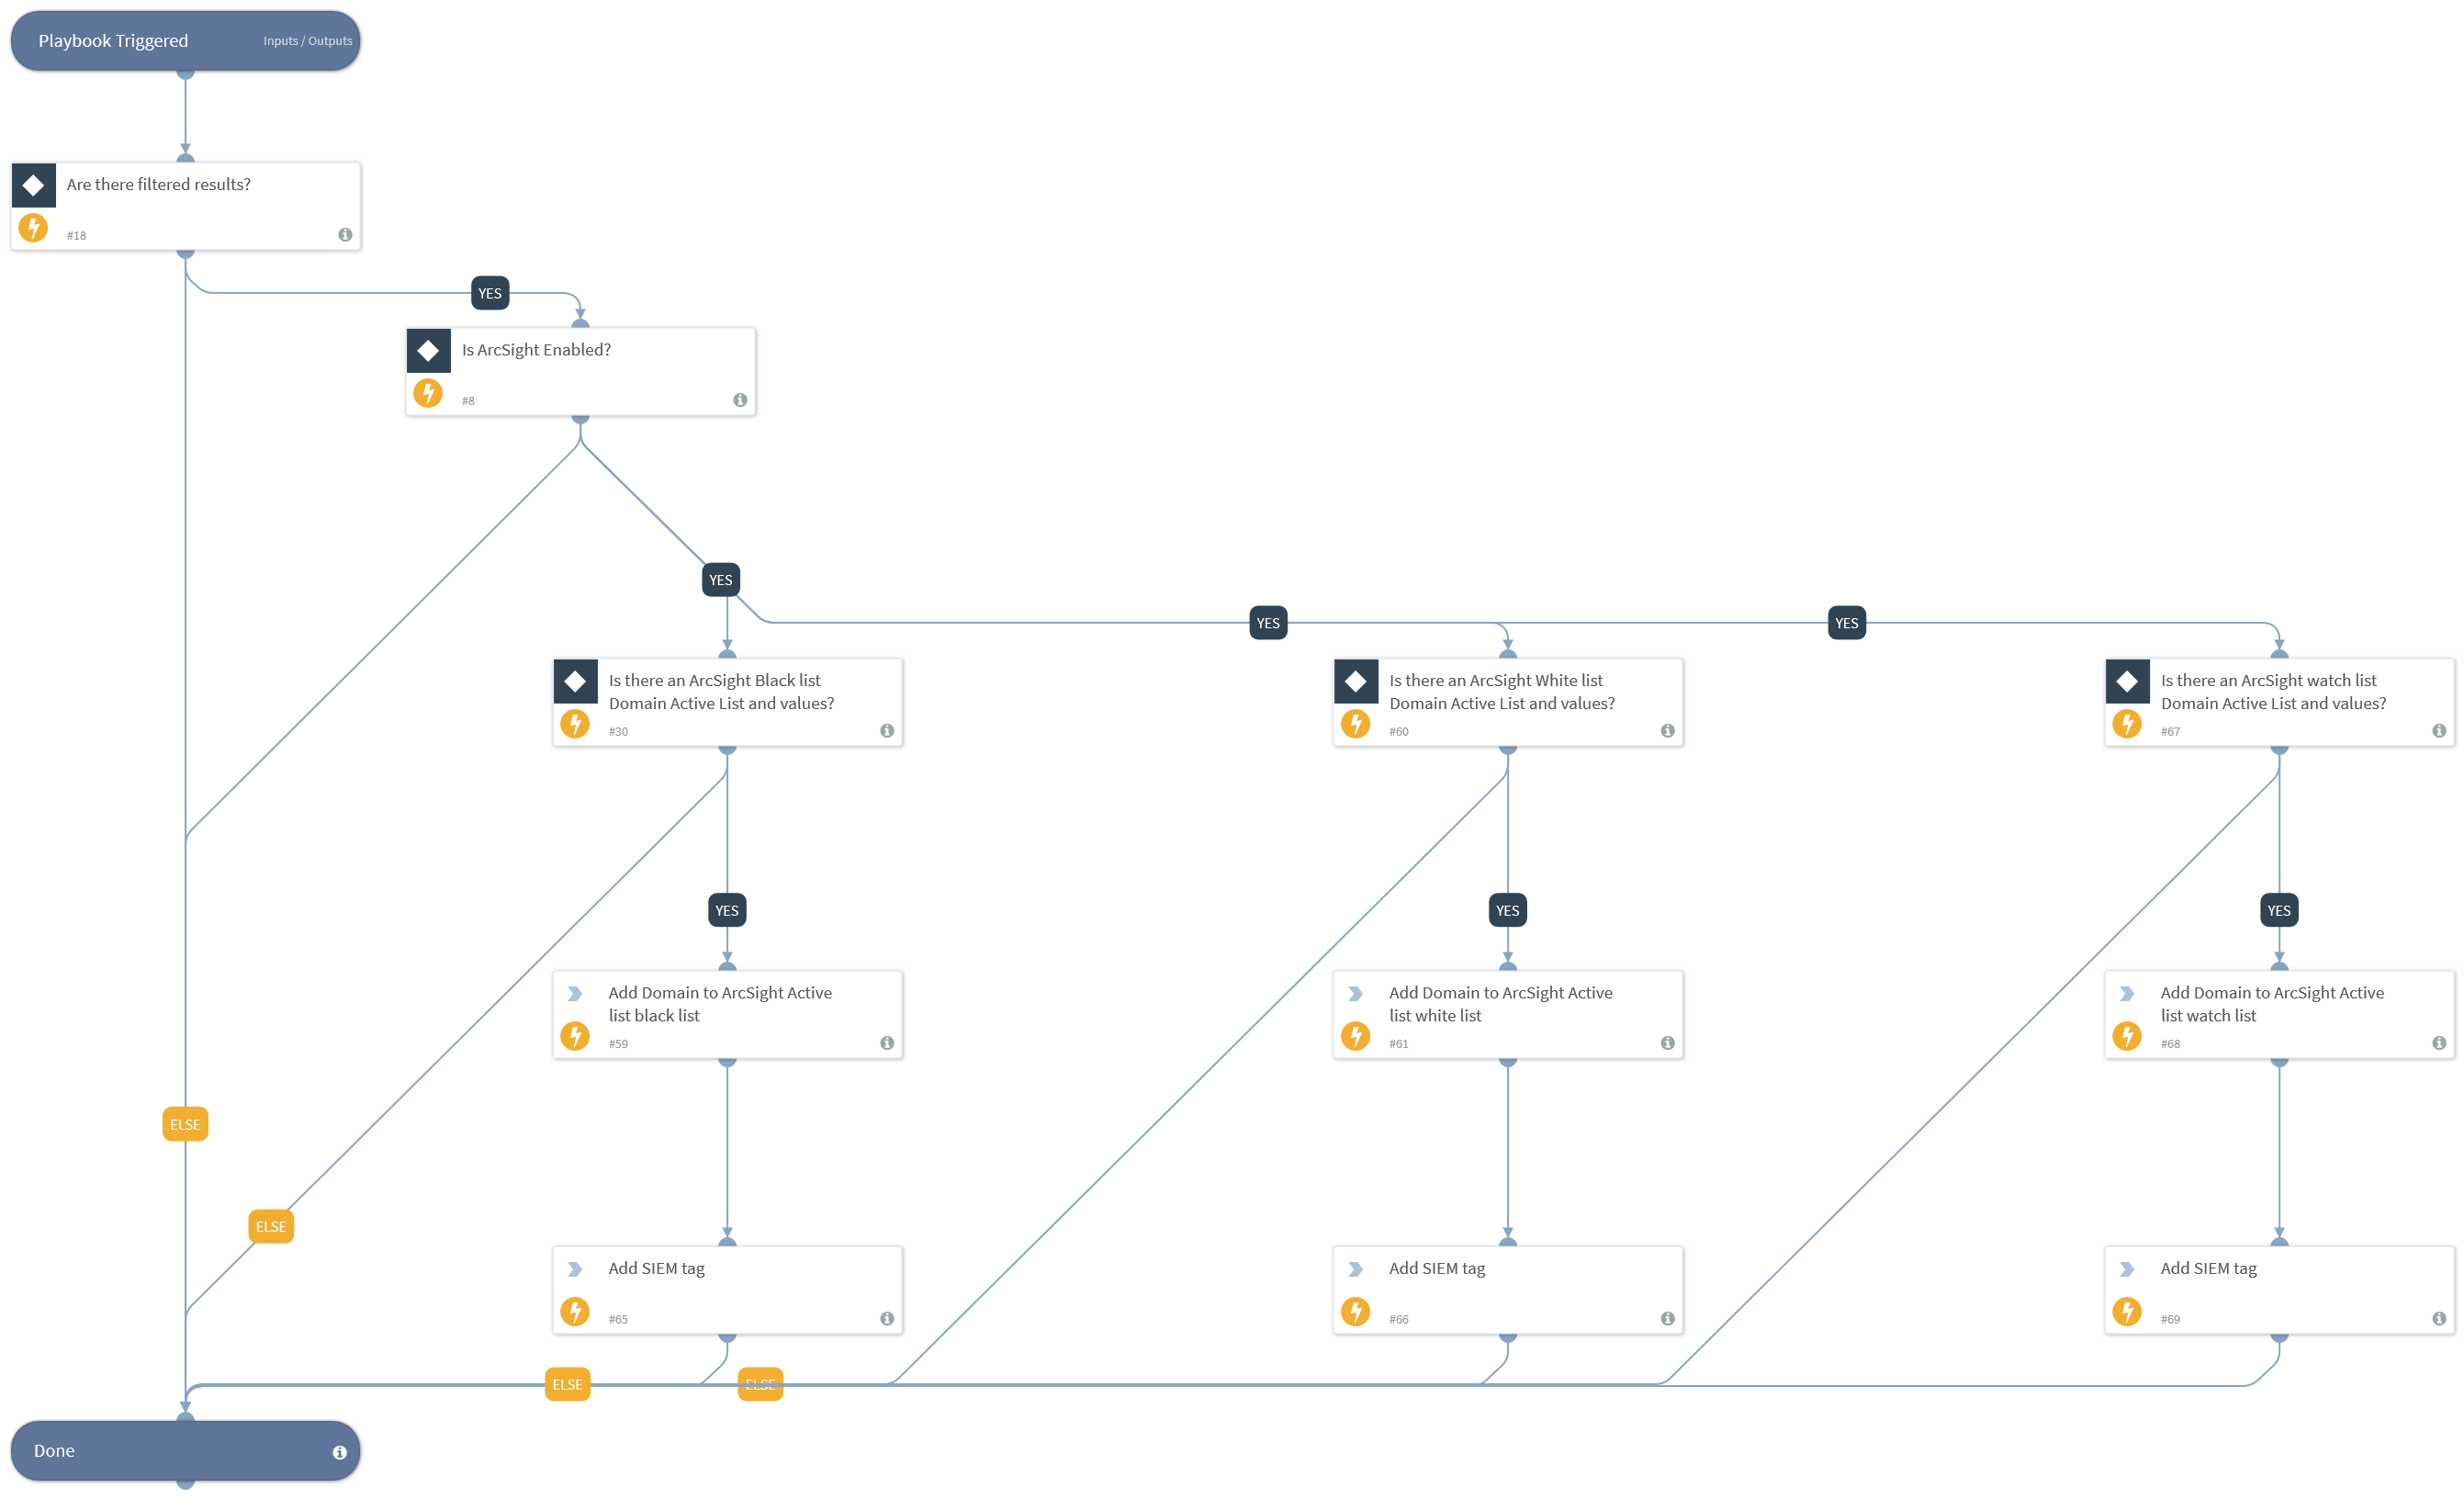 Playbook Triggered
Inputs / Outputs
Are there filtered results?
#18
YES
Is ArcSight Enabled?
#8
YES
YES
YES
Is there an ArcSight Black list
Domain Active List and values?
#30
Is there an ArcSight White list
Domain Active List and values?
#60
Is there an ArcSight watch list
Domain Active List and values?
#67
YES
YES
YES
Add Domain to ArcSight Active
list black list
#59
Add Domain to ArcSight Active
list white list
#61
Add Domain to ArcSight Active
list watch list
#68
ELSE
ELSE
Add SIEM tag
#65
Add SIEM tag
#66
Add SIEM tag
#69
ELSE
ELSE
Done